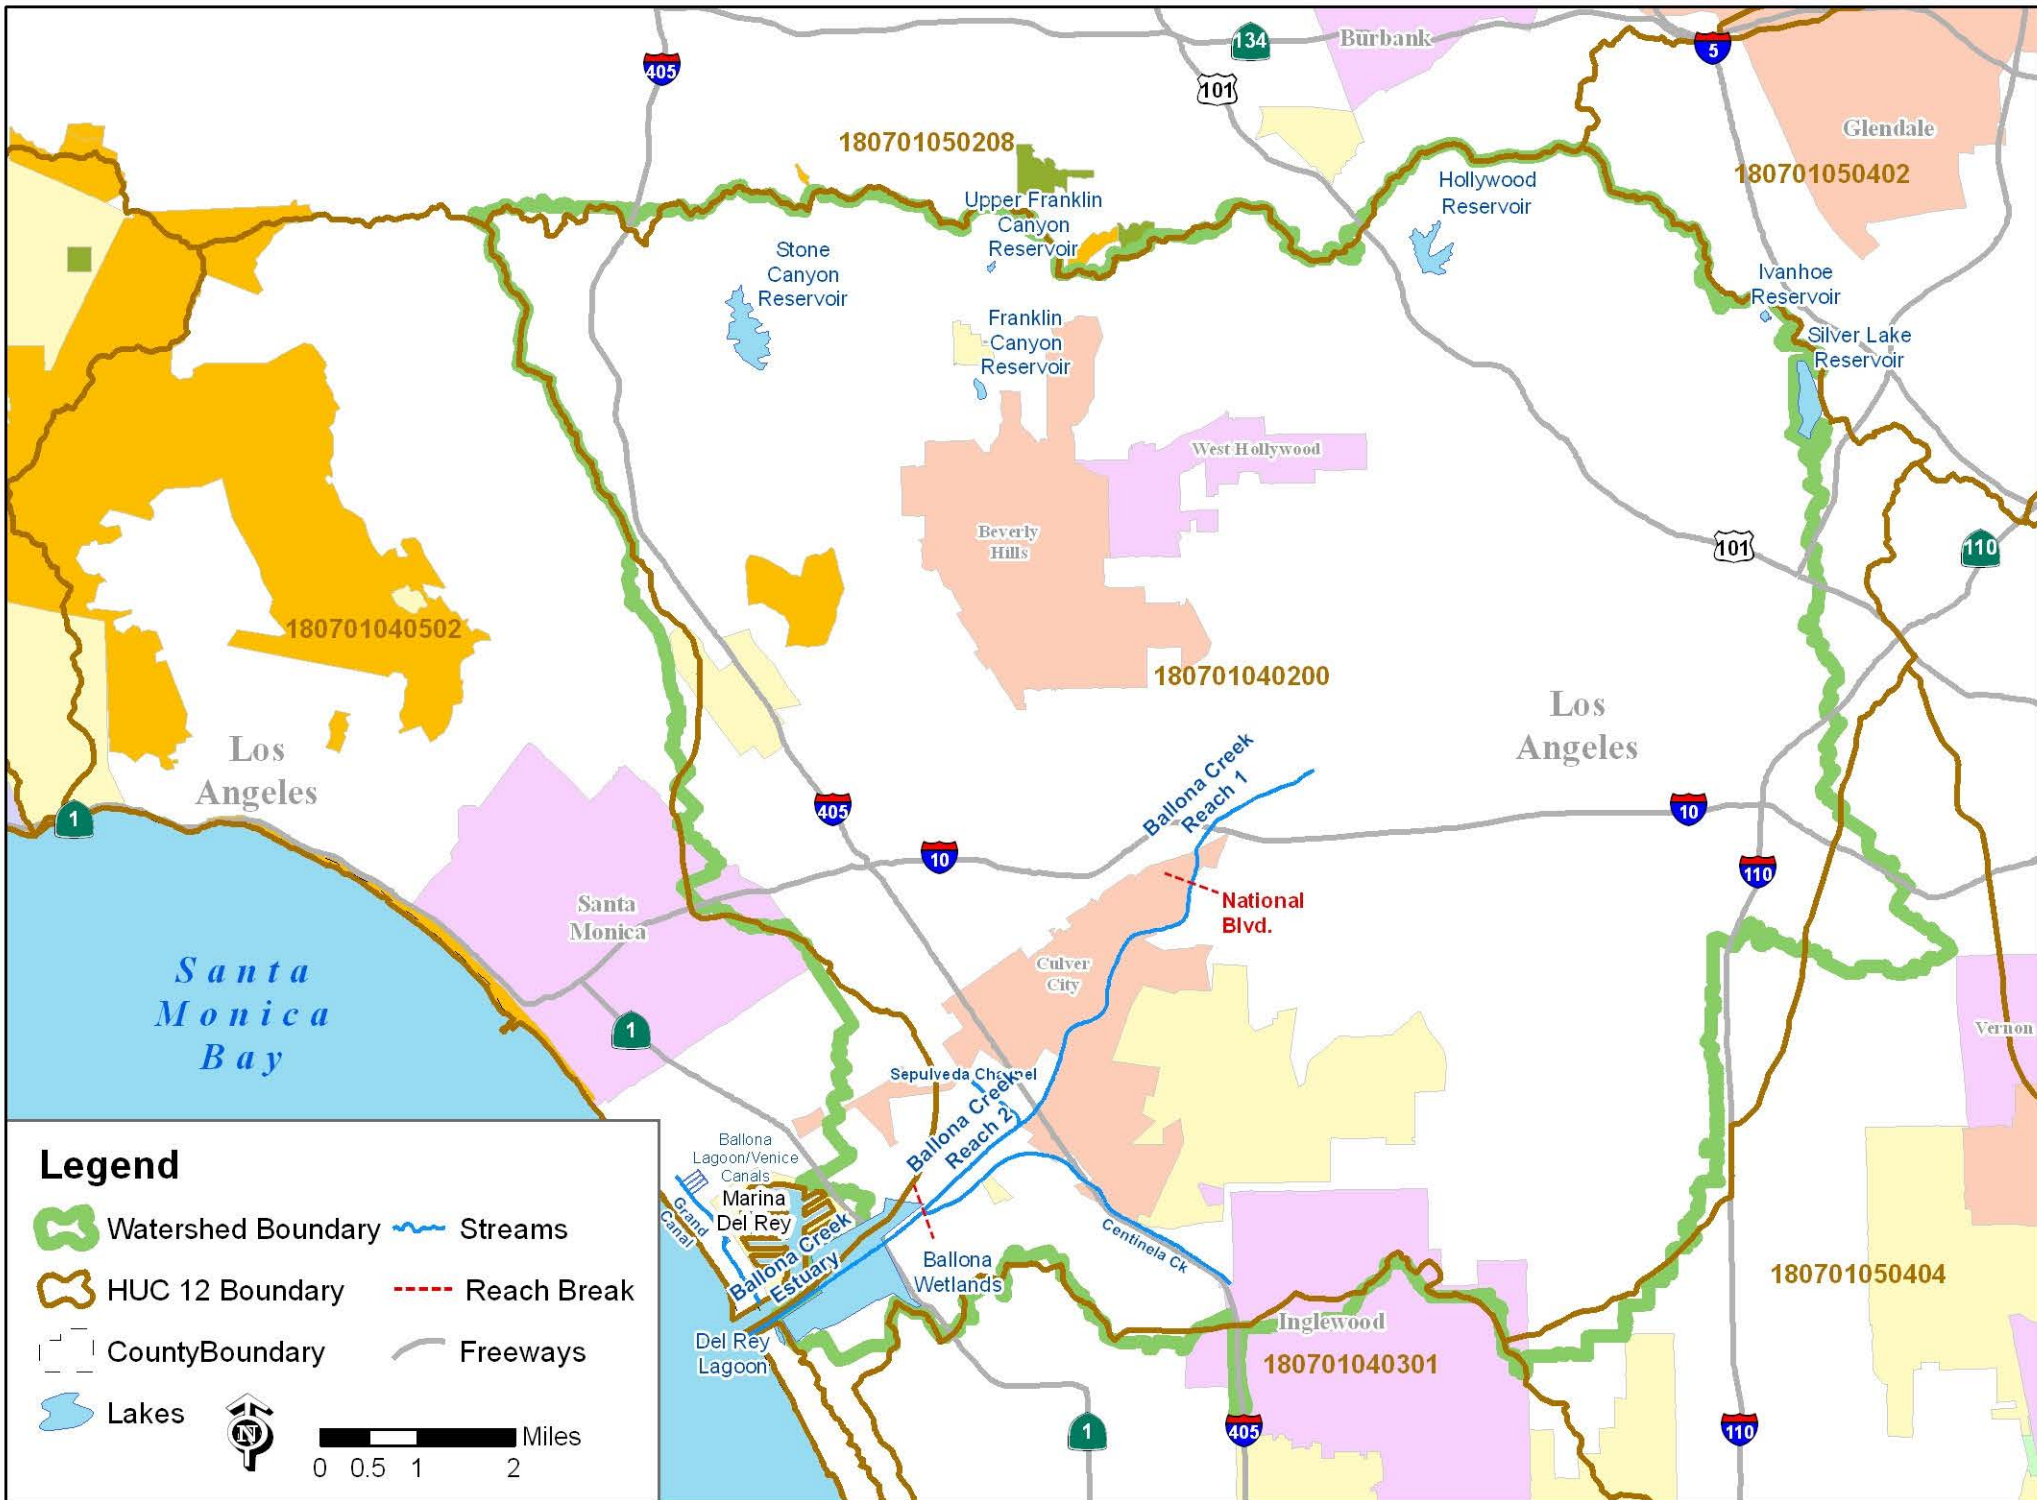 405
134
Burbank
5
101
Glendale
180701050208
180701050402
Upper Franklin
Canyon
Reservoir
Hollywood
Reservoir
Stone
Canyon
Reservoir
Ivanhoe
Reservoir
Franklin
Canyon
Reservoir
Silver Lake
Reservoir
West Hollywood
Beverly
Hills
101
110
180701040502
180701040200
Los
Angeles
Los
Angeles
Ballona Creek
Reach 1
1
405
10
10
110
National
Blvd.
Santa
Monica
Culver
City
Santa
Monica
Bay
1
Vernon
Sepulveda Channel
Ballona Creek
Reach 2
Ballona
Lagoon/Venice
Canals
Marina
Del Rey
Grand
Canal
Ballona Creek
Estuary
Centinela Ck
Ballona
Wetlands
Del Rey
Lagoon
180701050404
Inglewood
180701040301
1
405
110
Legend
Watershed Boundary
Streams
HUC 12 Boundary
Reach Break
CountyBoundary
Freeways
Lakes
N
Miles
0 0.5 1 2